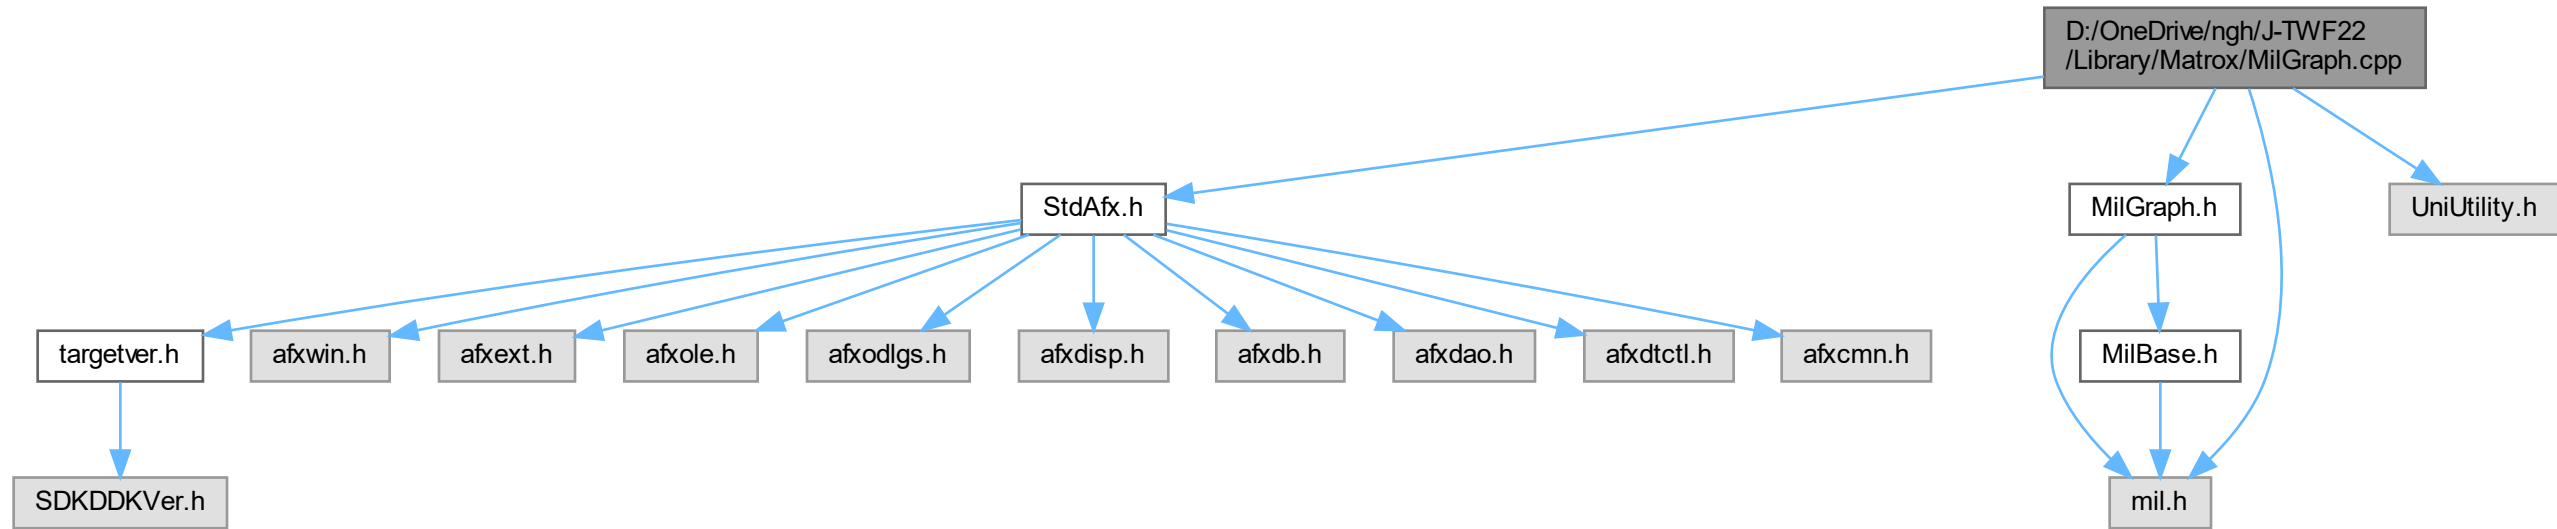 D:/OneDrive/ngh/J-TWF22
/Library/Matrox/MilGraph.cpp
StdAfx.h
MilGraph.h
UniUtility.h
targetver.h
afxwin.h
afxext.h
afxole.h
afxodlgs.h
afxdisp.h
afxdb.h
afxdao.h
afxdtctl.h
afxcmn.h
MilBase.h
SDKDDKVer.h
mil.h